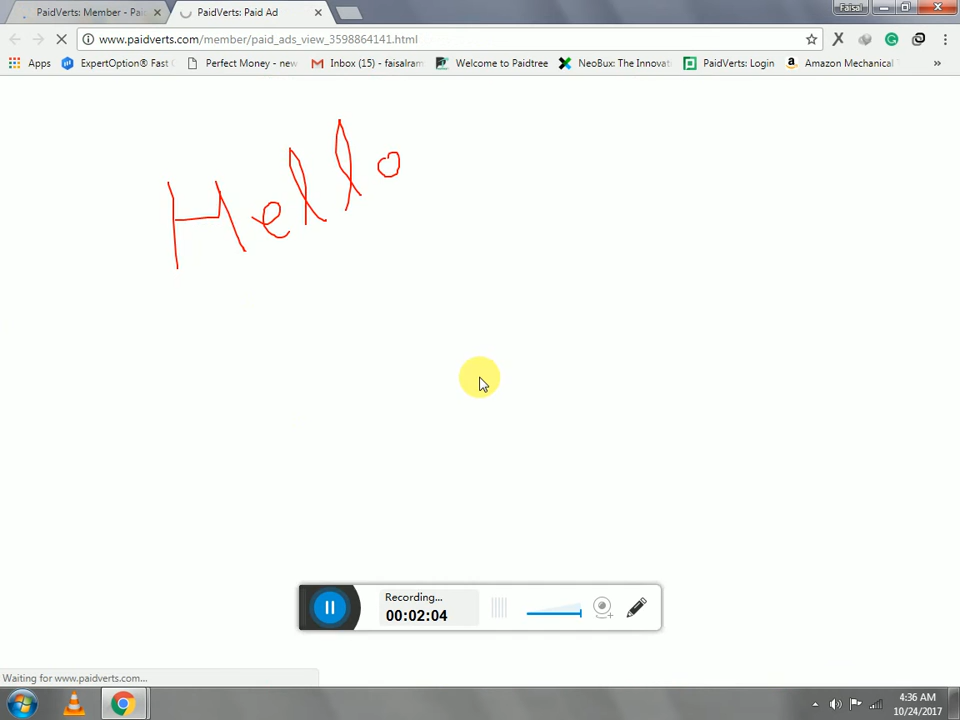 PaidVerts: Member - Pai
PaidVerts: Paid Ad
Faisal
www.paidverts.com/member/paid_ads_view_3598864141.html
Apps
ExpertOption® Fast
Perfect Money - new
Inbox (15) - faisalram
Welcome to Paidtree
NeoBux: The Innovat
PaidVerts: Login
Amazon Mechanical
»
Hello
Recording...
00:02:04
Waiting for www.paidverts.com...
4:36 AM
10/24/2017